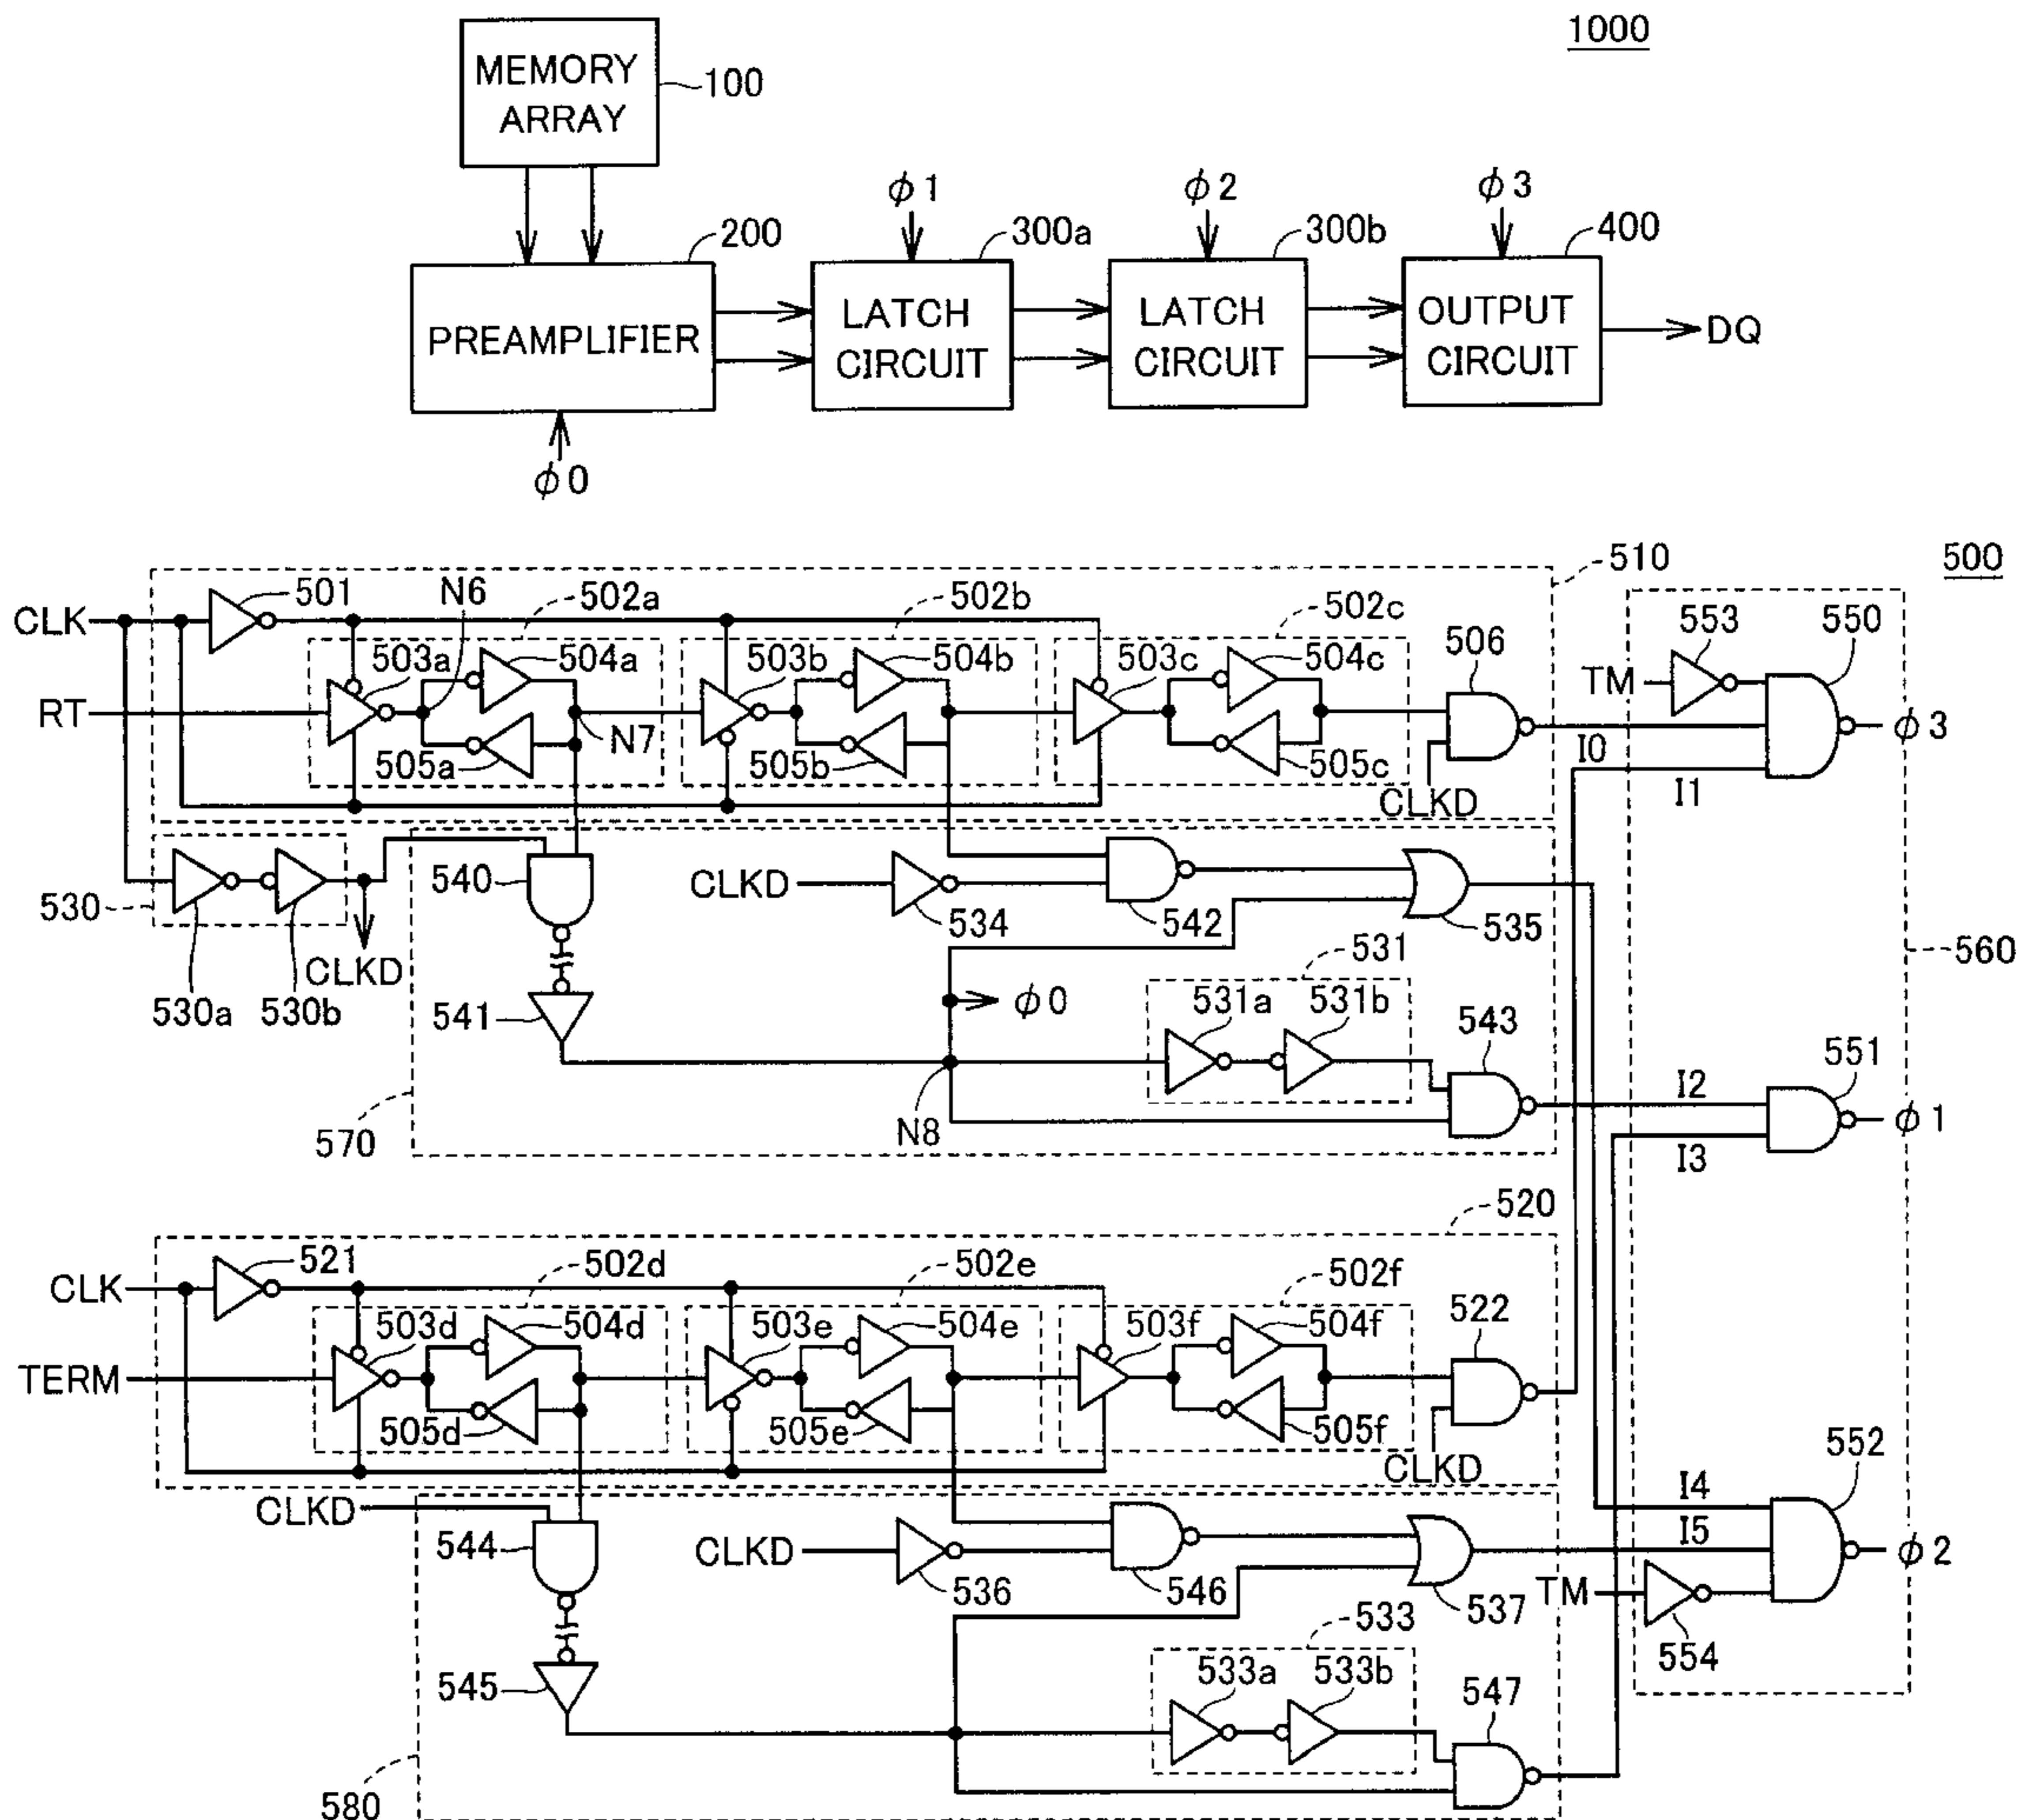 1000
MEMORY
ARRAY
100
ϕ1
ϕ2
ϕ3
200
300a
300b
400
PREAMPLIFIER
LATCH
CIRCUIT
LATCH
CIRCUIT
OUTPUT
CIRCUIT
DQ
ϕ0
510
500
CLK
501
N6
502a
502b
502c
553
550
503a
504a
503b
504b
503c
504c
506
TM
RT
ϕ3
N7
I0
505a
505b
505c
CLKD
I1
530
540
CLKD
534
542
535
560
530a
530b
CLKD
541
ϕ0
531
531a
531b
543
551
I2
ϕ1
570
N8
I3
520
CLK
521
502d
502e
502f
522
503d
504d
503e
504e
503f
504f
TERM
505d
505e
505f
CLKD
552
CLKD
I4
544
CLKD
536
546
537
I5
ϕ2
TM
554
533
545
533a
533b
547
580